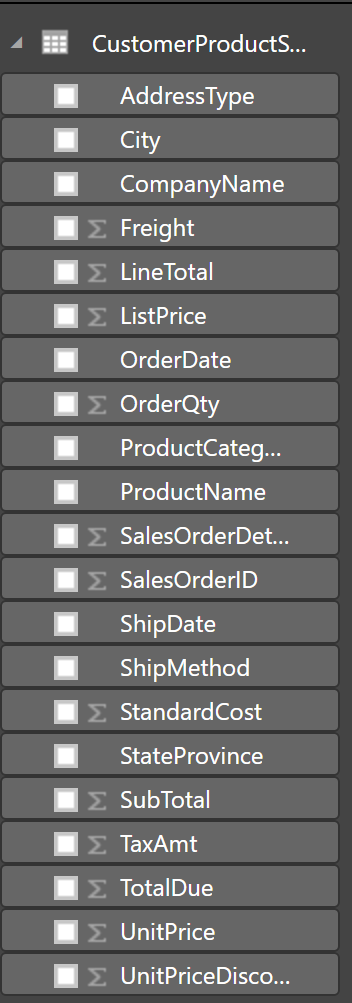 CustomerProductS...
AddressType
City
CompanyName
Σ Freight
Σ LineTotal
Σ ListPrice
OrderDate
Σ OrderQty
ProductCateg...
ProductName
Σ SalesOrderDet...
Σ SalesOrderID
ShipDate
ShipMethod
Σ StandardCost
StateProvince
Σ SubTotal
Σ TaxAmt
Σ TotalDue
Σ UnitPrice
Σ UnitPriceDisco...